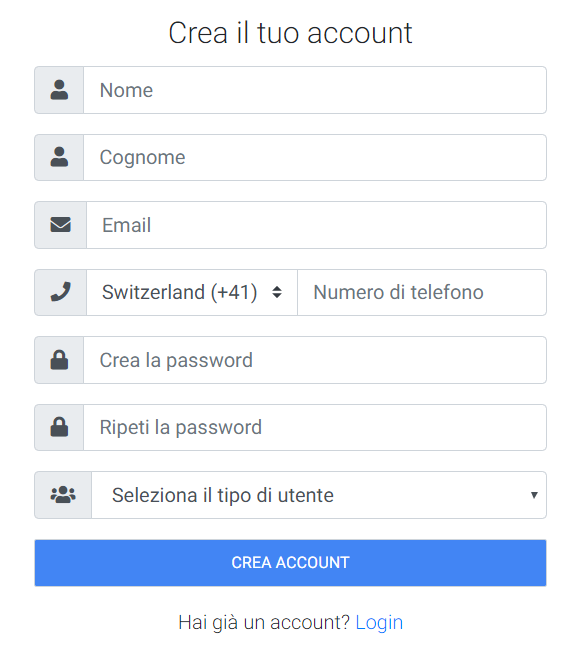 Crea il tuo account
Nome
Cognome
Email
Switzerland (+41) Numero di telefono
Crea la password
Ripeti la password
Seleziona il tipo di utente
CREA ACCOUNT
Hai già un account? Login